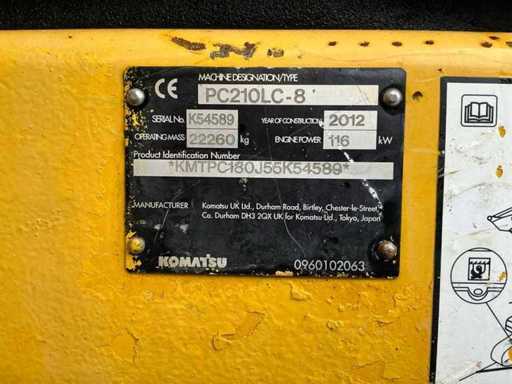 CE
MACHINE DESIGNATION/TYPE
PC210LC-8
SERIAL No. K54589 YEAR OF CONSTRUCTION 2012
OPERATING MASS 22260 kg ENGINE POWER 116 kW
Product Identification Number
*KMTPC180J55K54589*
MANUFACTURER Komatsu UK Ltd., Durham Road, Birtley, Chester-le-Street,
Co. Durham DH3 2QX UK for Komatsu Ltd., Tokyo, Japan
KOMATSU 0960102063